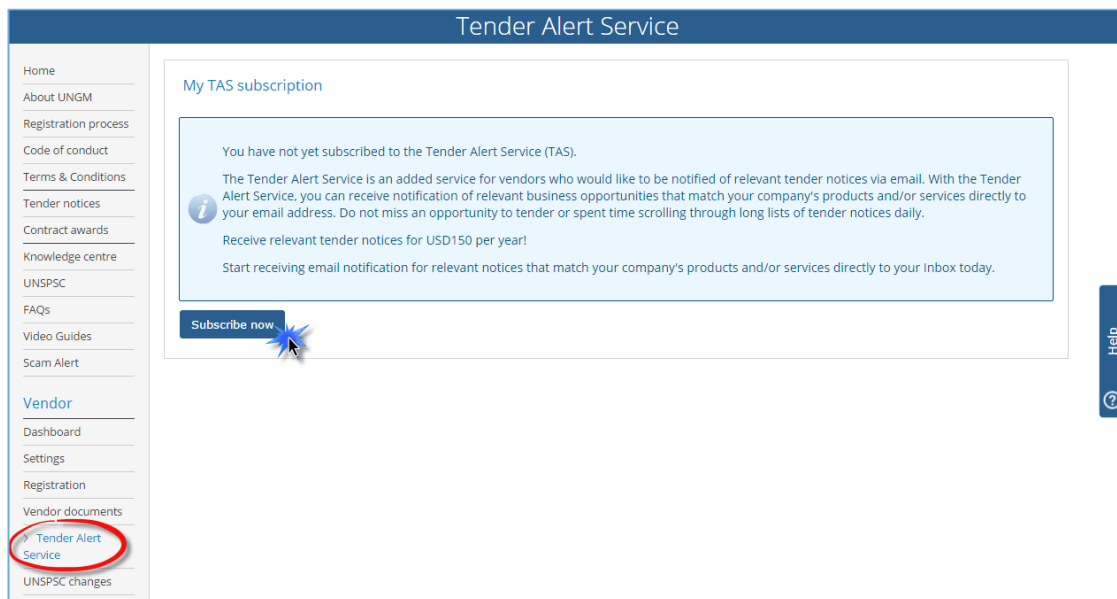 Tender Alert Service
Home
About UNGM
Registration process
Code of conduct
Terms & Conditions
Tender notices
Contract awards
Knowledge centre
UNSPSC
FAQs
Video Guides
Scam Alert
Vendor
Dashboard
Settings
Registration
Vendor documents
> Tender Alert
Service
UNSPSC changes
My TAS subscription
You have not yet subscribed to the Tender Alert Service (TAS).
The Tender Alert Service is an added service for vendors who would like to be notified of relevant tender notices via email. With the Tender
Alert Service, you can receive notification of relevant business opportunities that match your company's products and/or services directly to
your email address. Do not miss an opportunity to tender or spent time scrolling through long lists of tender notices daily.
Receive relevant tender notices for USD150 per year!
Start receiving email notification for relevant notices that match your company's products and/or services directly to your Inbox today.
Subscribe now
Help